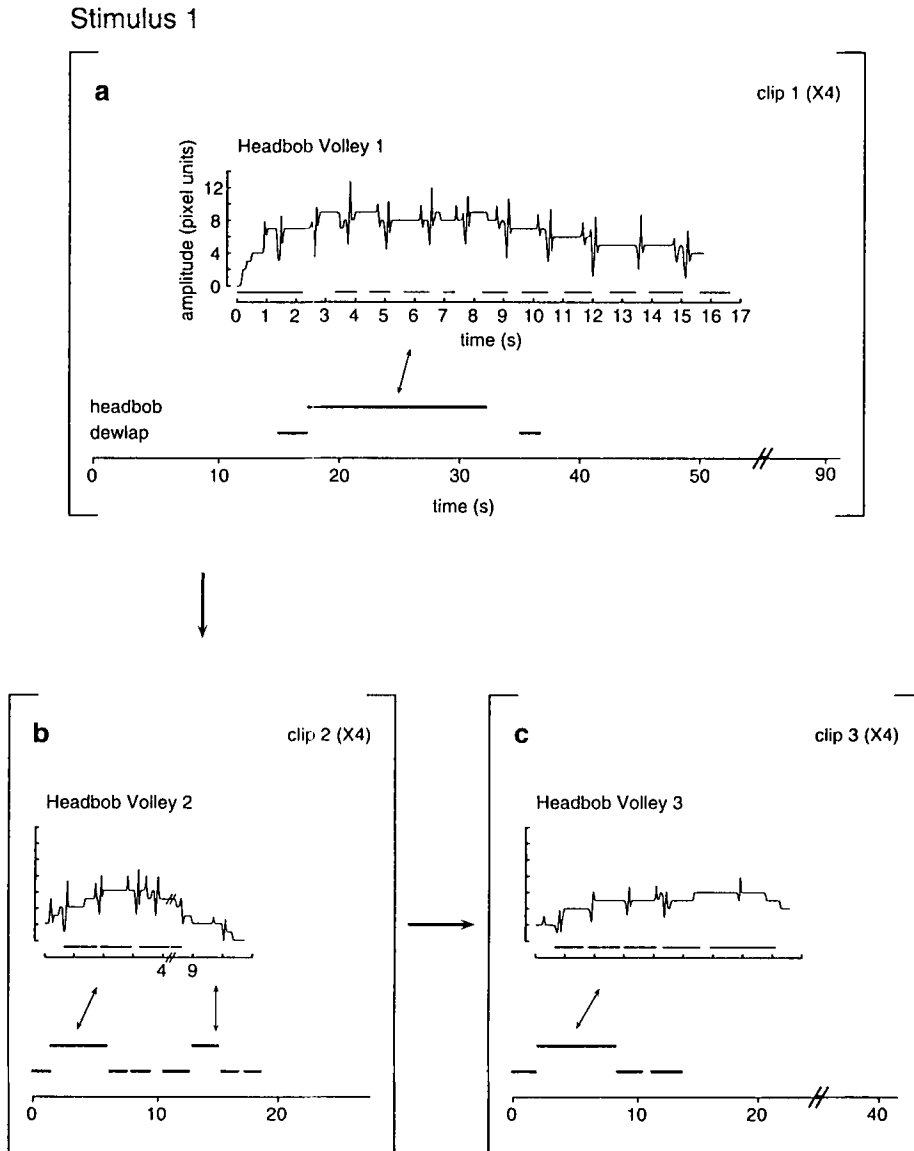 Stimulus 1
a
clip 1 (X4)
Headbob Volley 1
amplitude (pixel units)
12
8
4
0
0 1 2 3 4 5 6 7 8 9 10 11 12 13 14 15 16 17
time (s)
headbob
dewlap
0 10 20 30 40 50 90
time (s)
b
clip 2 (X4)
Headbob Volley 2
4 9
0 10 20
c
clip 3 (X4)
Headbob Volley 3
0 10 20 40